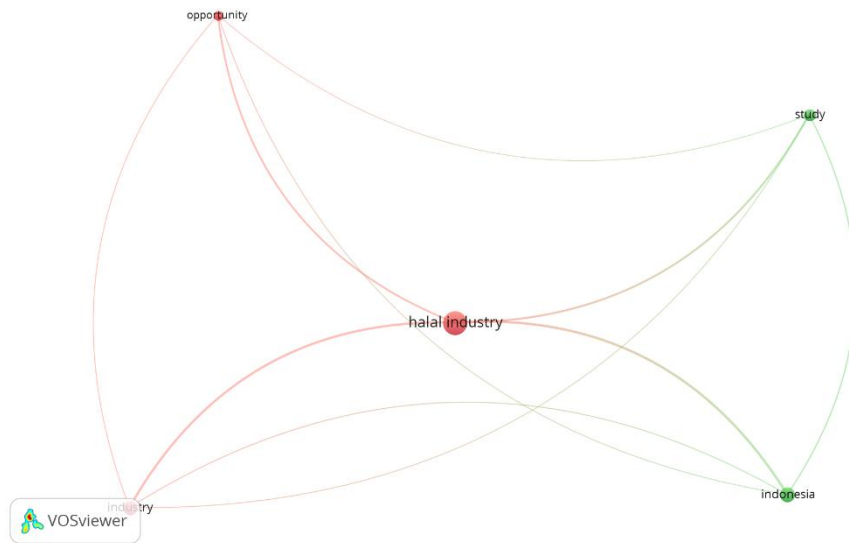 opportunity
study
halal industry
indonesia
industry
VOSviewer